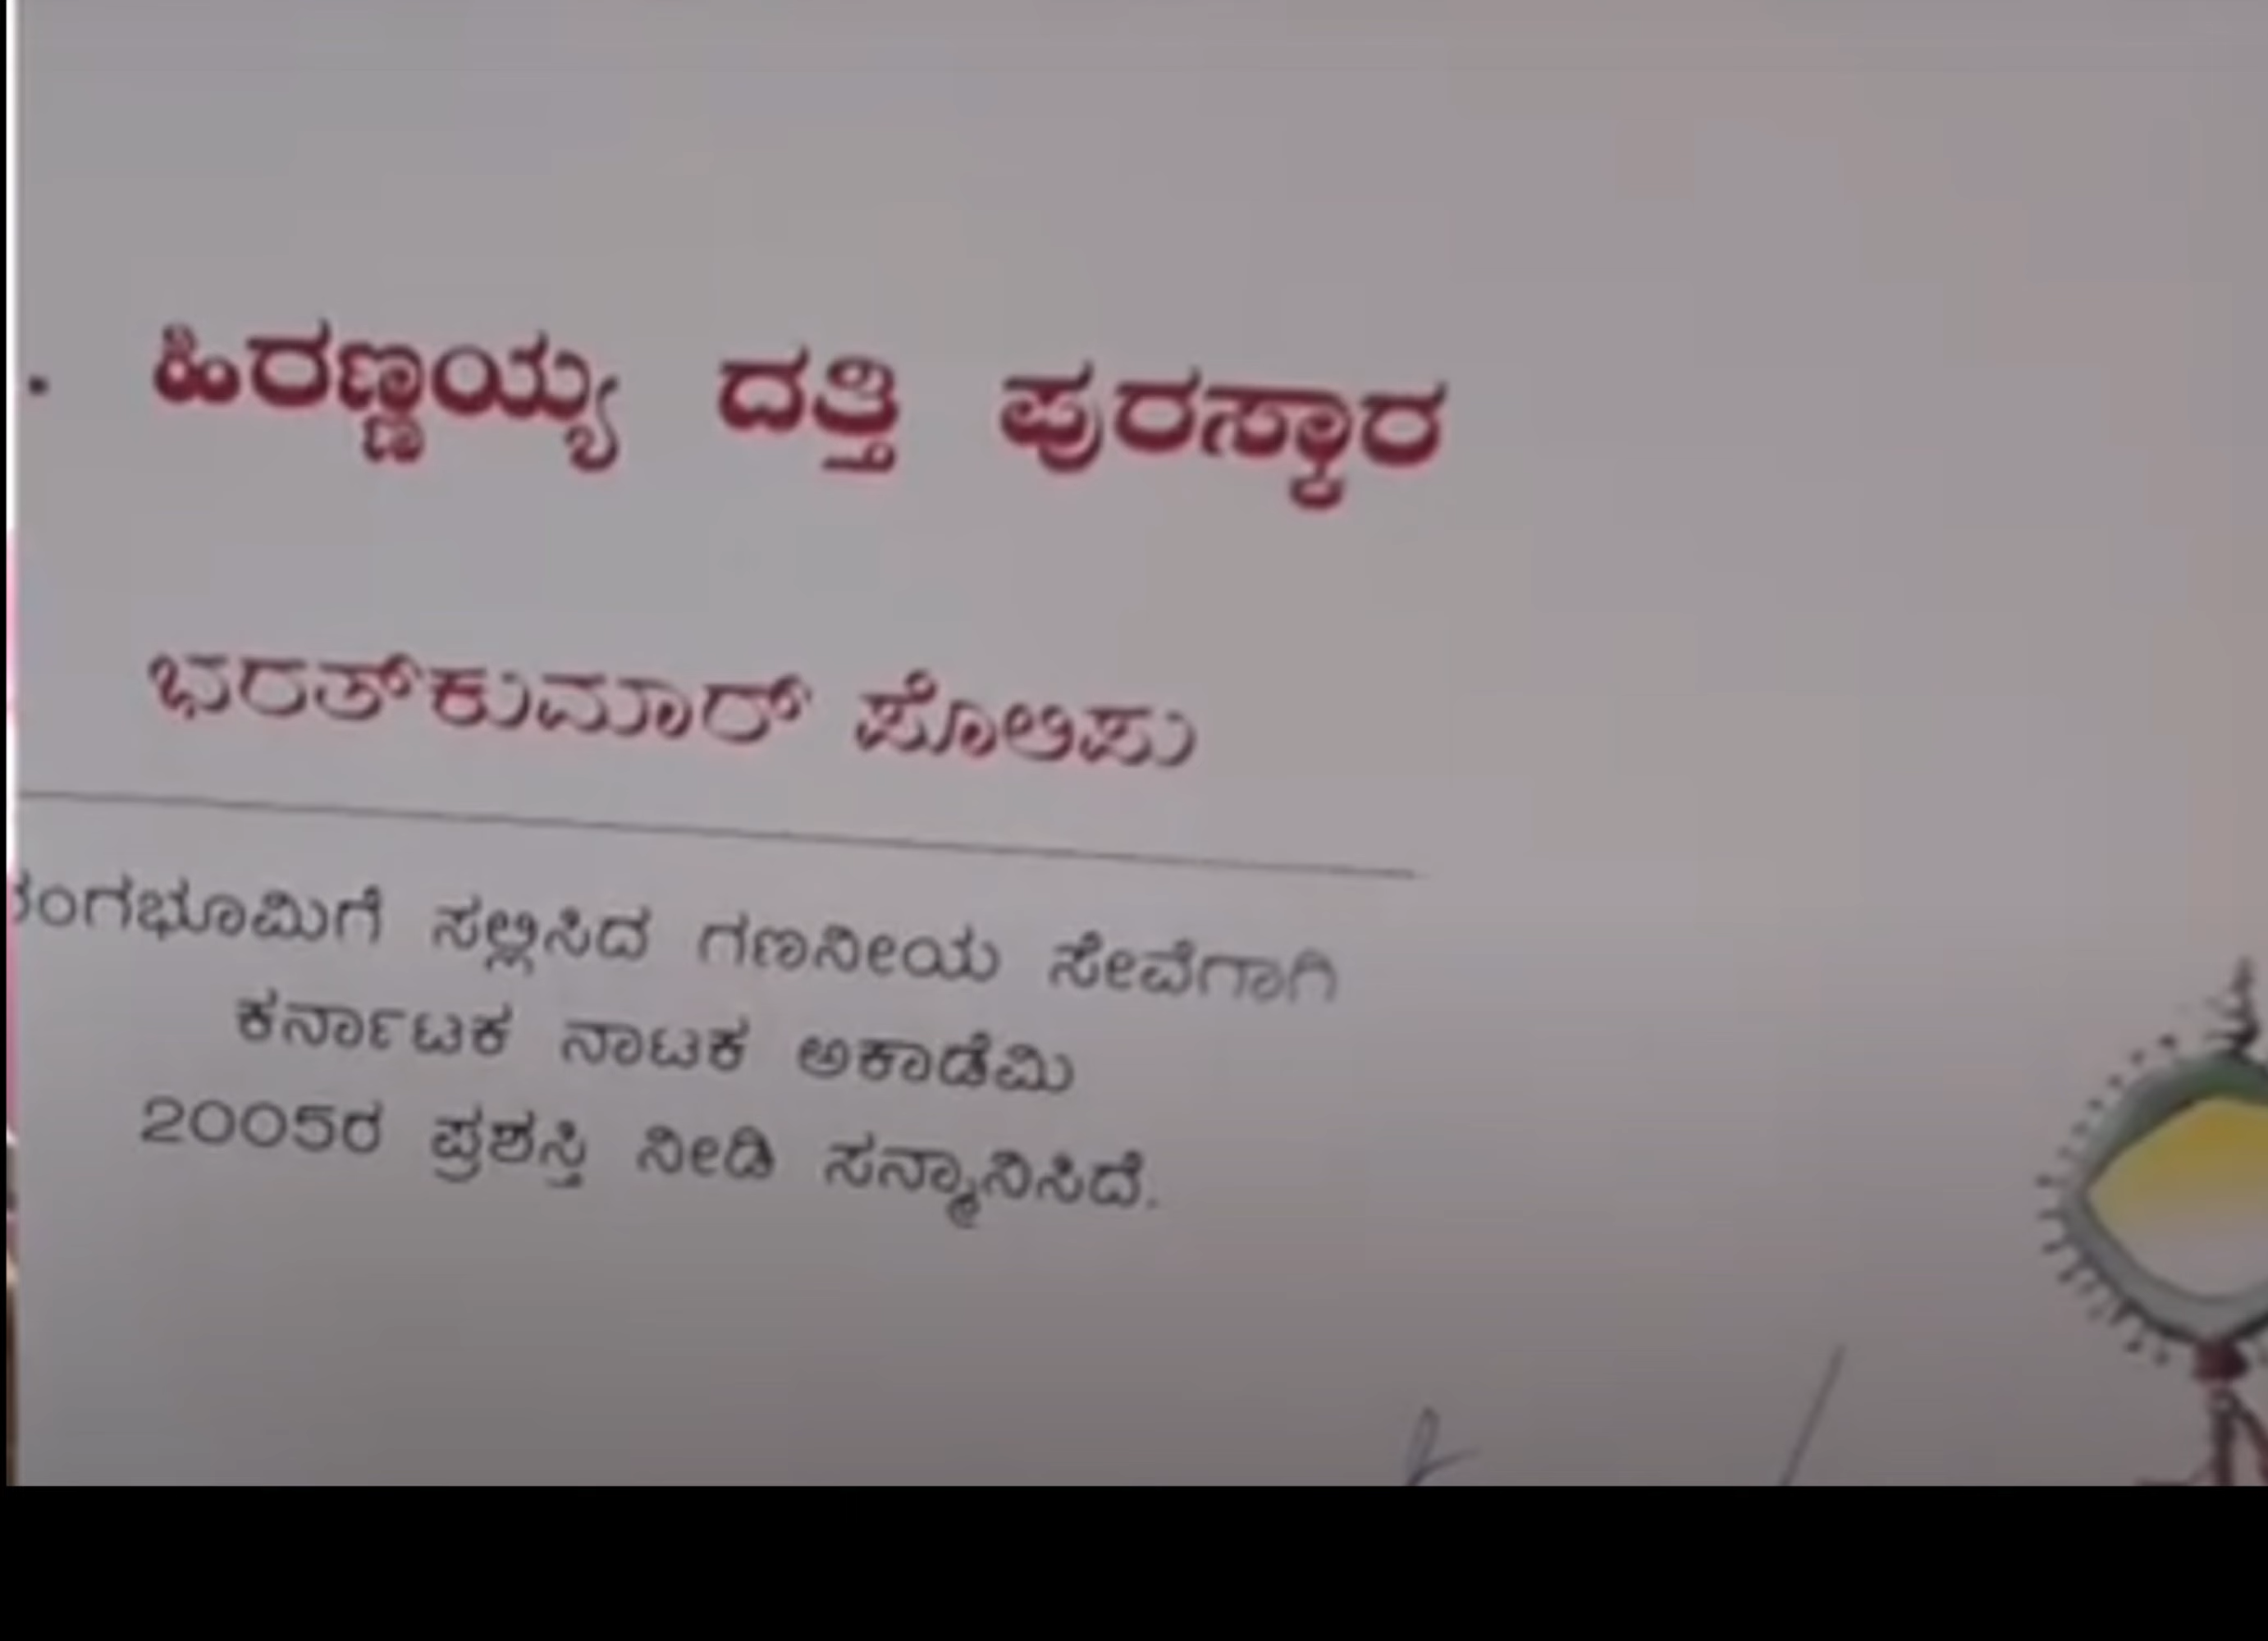 . ಹಿರಣ್ಣಯ್ಯ ದತ್ತಿ ಪುರಸ್ಕಾರ
ಭರತ್‌ಕುಮಾರ್ ಪೊಲಿಪು
ರಂಗಭೂಮಿಗೆ ಸಲ್ಲಿಸಿದ ಗಣನೀಯ ಸೇವೆಗಾಗಿ
ಕರ್ನಾಟಕ ನಾಟಕ ಅಕಾಡೆಮಿ
2005ರ ಪ್ರಶಸ್ತಿ ನೀಡಿ ಸನ್ಮಾನಿಸಿದೆ.